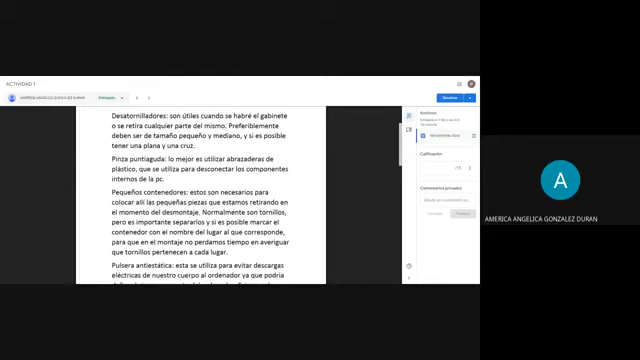 ACTIVIDAD 1
AMERICA ANGELICA GONZALEZ DURAN
Entregado
Desatornilladores: son útiles cuando se habré el gabinete
o se retira cualquier parte del mismo. Preferiblemente
deben ser de tamaño pequeño y mediano, y si es posible
tener una plana y una cruz.
Pinza puntiaguda: lo mejor es utilizar abrazaderas de
plástico, que se utiliza para desconectar los componentes
internos de la pc.
Pequeños contenedores: estos son necesarios para
colocar allí las pequeñas piezas que estamos retirando en
el momento del desmontaje. Normalmente son tornillos,
pero es importante separarlos y si es posible marcar el
contenedor con el nombre del lugar al que corresponde,
para que en el montaje no perdamos tiempo en averiguar
que tornillos pertenecen a cada lugar.
Pulsera antiestática: esta se utiliza para evitar descargas
eléctricas de nuestro cuerpo al ordenador ya que podría
Archivos
Calificación
Comentarios privados
Cancelar
Publicar
A
AMERICA ANGELICA GONZALEZ DURAN